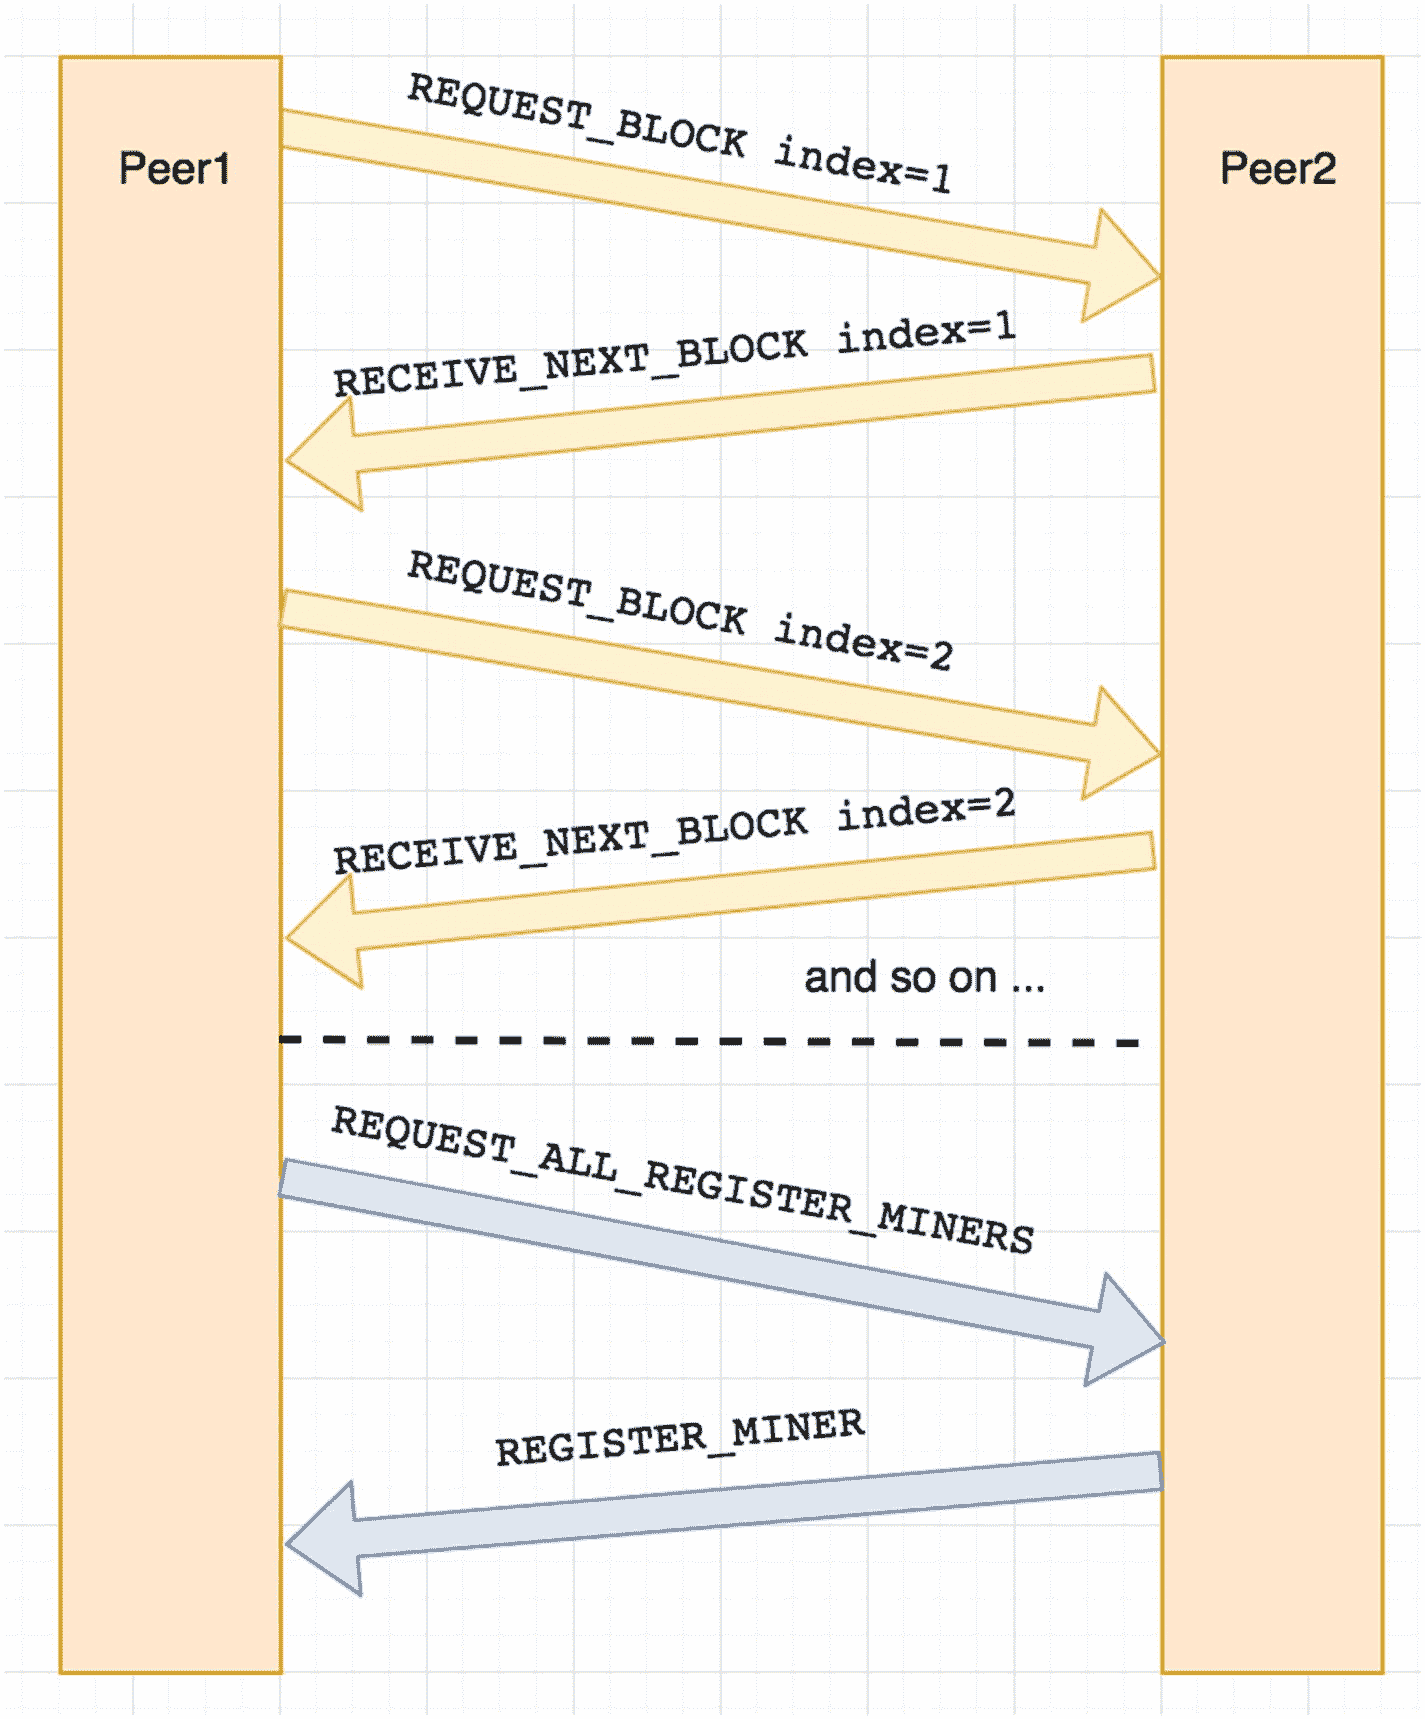 REQUEST_BLOCK index=1
Peer1
Peer2
RECEIVE_NEXT_BLOCK index=1
REQUEST_BLOCK index=2
RECEIVE_NEXT_BLOCK index=2
and so on ...
REQUEST_ALL_REGISTER_MINERS
REGISTER_MINER